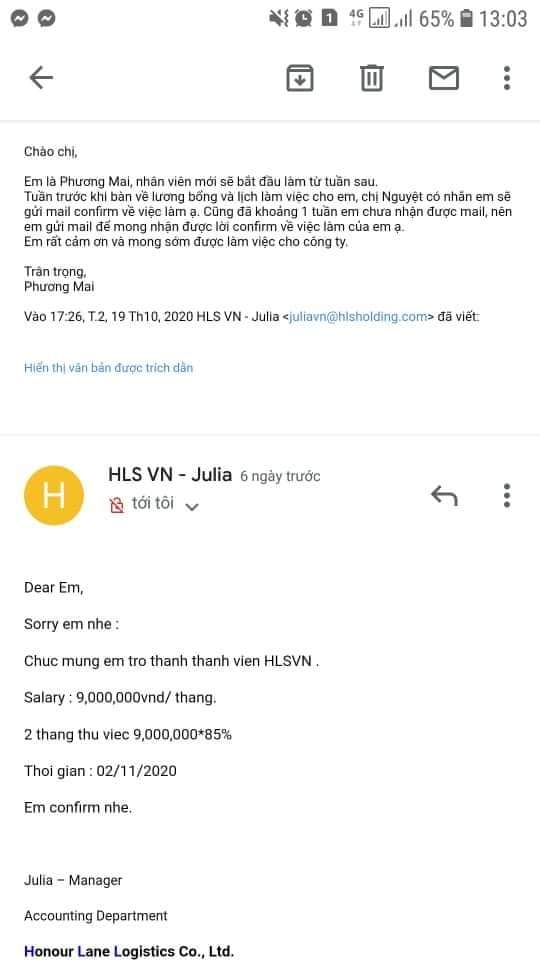 1 4G 65% 13:03
Chào chị,
Em là Phương Mai, nhân viên mới sẽ bắt đầu làm từ tuần sau.
Tuần trước khi bàn về lương bổng và lịch làm việc cho em, chị Nguyệt có nhắn em sẽ
gửi mail confirm về việc làm ạ. Cũng đã khoảng 1 tuần em chưa nhận được mail, nên
em gửi mail để mong nhận được lời confirm về việc làm của em ạ.
Em rất cảm ơn và mong sớm được làm việc cho công ty.
Trân trọng,
Phương Mai
Vào 17:26, T.2, 19 Th10, 2020 HLS VN - Julia <juliavn@hlsholding.com> đã viết:
Hiển thị văn bản được trích dẫn
H
HLS VN - Julia 6 ngày trước
tới tôi
Dear Em,
Sorry em nhe :
Chuc mung em tro thanh thanh vien HLSVN .
Salary : 9,000,000vnd/ thang.
2 thang thu viec 9,000,000*85%
Thoi gian : 02/11/2020
Em confirm nhe.
Julia – Manager
Accounting Department
Honour Lane Logistics Co., Ltd.